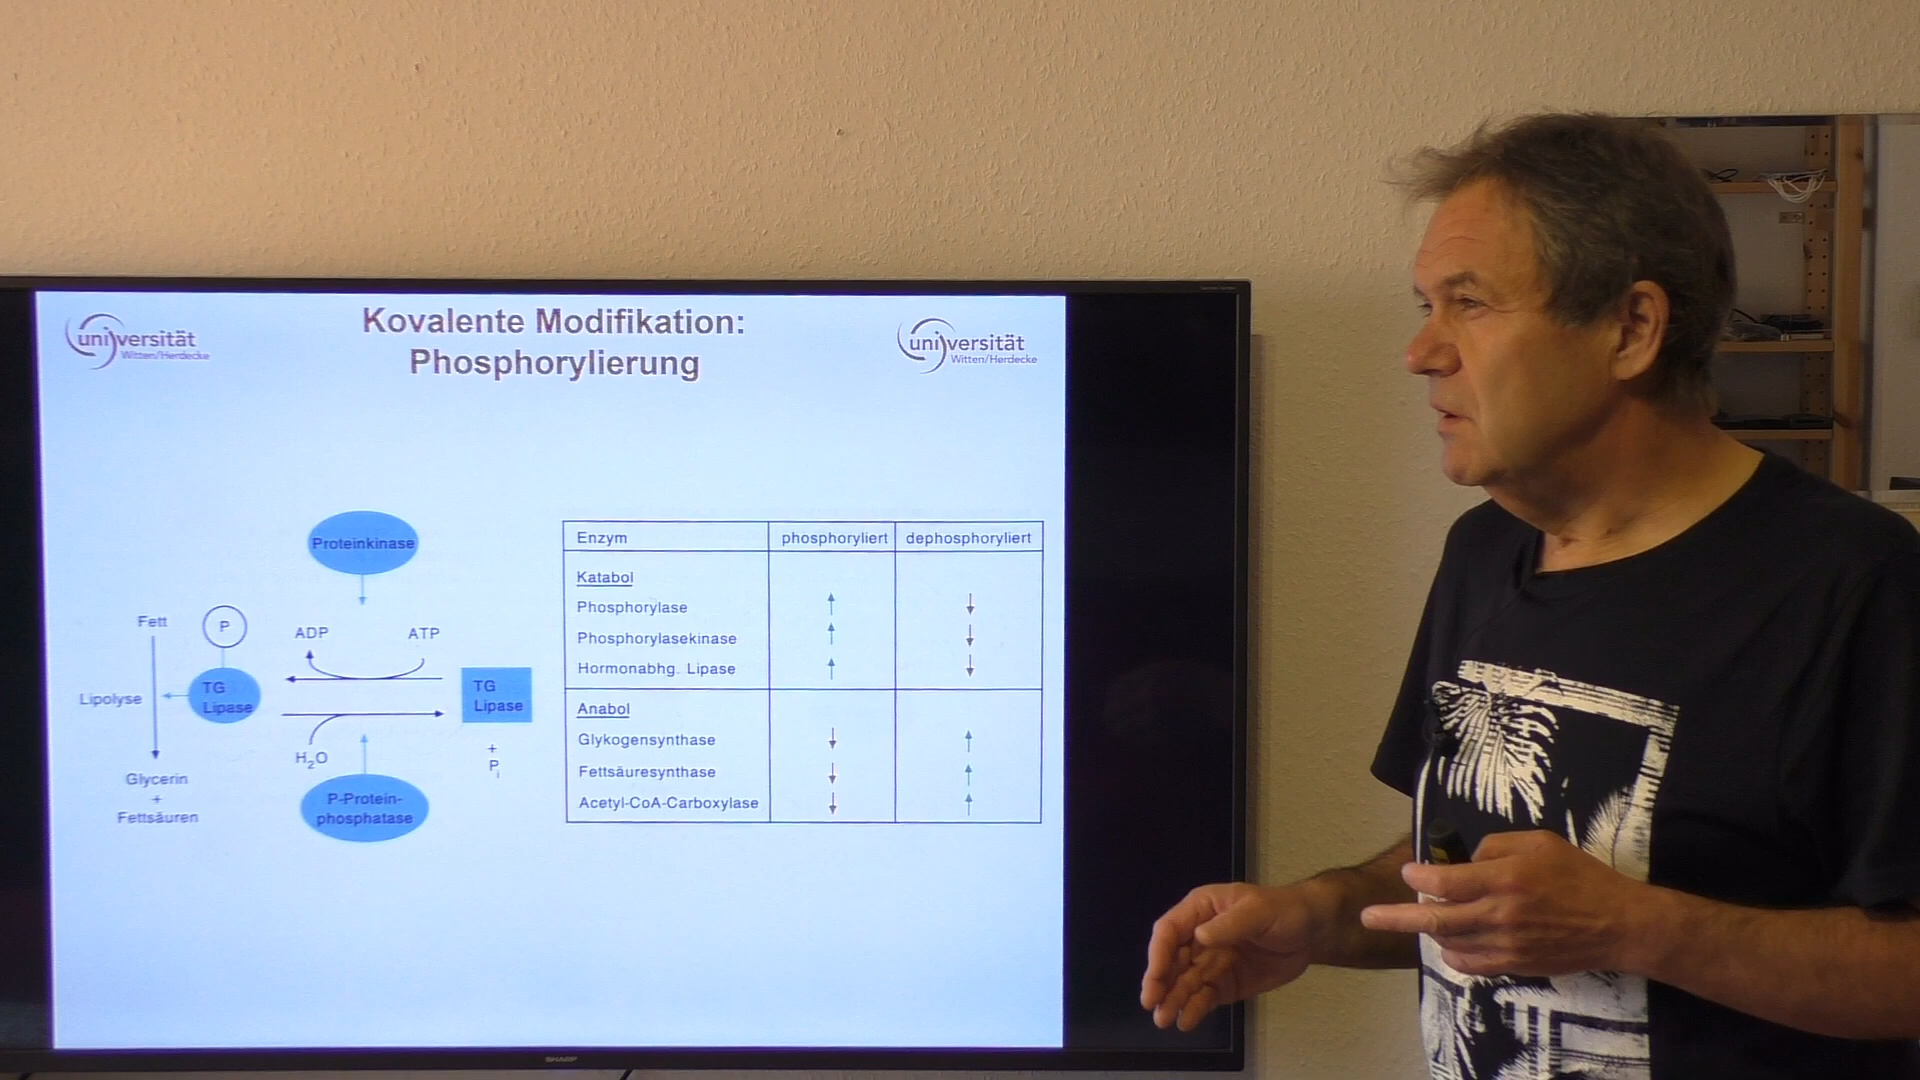 Kovalente Modifikation:
Phosphorylierung
universität
Witten/Herdecke
universität
Witten/Herdecke
Proteinkinase
Fett
P
ADP
ATP
TG
Lipase
Lipolyse
TG
Lipase
H2O
+
Pi
Glycerin
+
Fettsäuren
P-Protein-
phosphatase
Enzym phosphoryliert dephosphoryliert
Katabol
Phosphorylase ↑ ↓
Phosphorylasekinase ↑ ↓
Hormonabhg. Lipase ↑ ↓
Anabol
Glykogensynthase ↓ ↑
Fettsäuresynthase ↓ ↑
Acetyl-CoA-Carboxylase ↓ ↑
SHARP